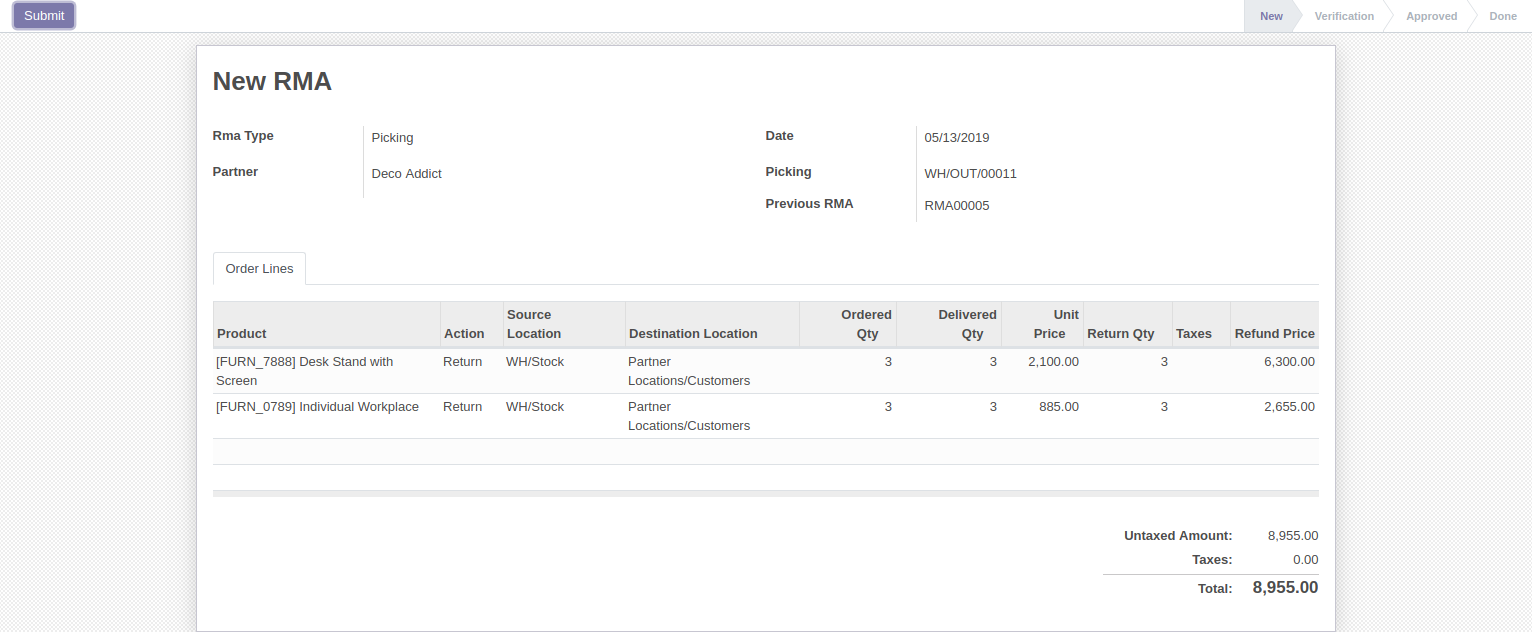 Submit
New Verification Approved Done
New RMA
Rma Type Picking Date 05/13/2019
Partner Deco Addict Picking WH/OUT/00011
Previous RMA RMA00005
Order Lines
Source Ordered Delivered Unit
Product Action Location Destination Location Qty Qty Price Return Qty Taxes Refund Price
[FURN_7888] Desk Stand with Return WH/Stock Partner 3 3 2,100.00 3 6,300.00
Screen Locations/Customers
[FURN_0789] Individual Workplace Return WH/Stock Partner 3 3 885.00 3 2,655.00
Locations/Customers
Untaxed Amount: 8,955.00
Taxes: 0.00
Total: 8,955.00